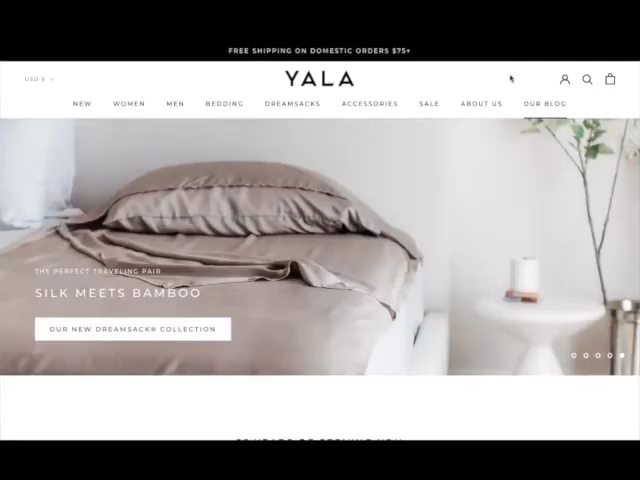 FREE SHIPPING ON DOMESTIC ORDERS $75+
USD $
YALA
NEW WOMEN MEN BEDDING DREAMSACKS ACCESSORIES SALE ABOUT US OUR BLOG
THE PERFECT TRAVELING PAIR
SILK MEETS BAMBOO
OUR NEW DREAMSACK® COLLECTION